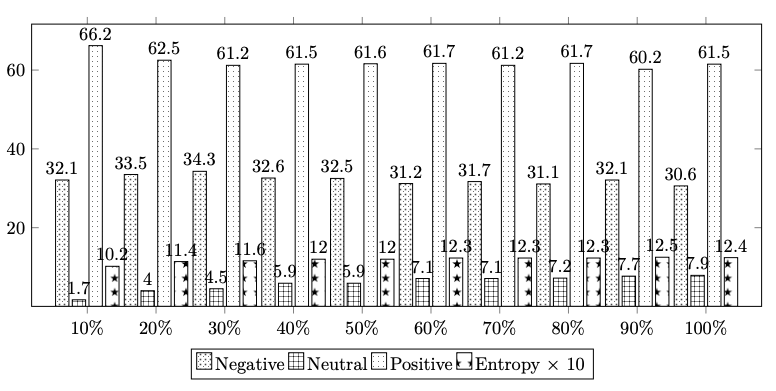 66.2 62.5 61.2 61.5 61.6 61.7 61.2 61.7 60.2 61.5
60
40
32.1 33.5 34.3 32.6 32.5 31.2 31.7 31.1 32.1 30.6
20
10.2 11.4 11.6 12 12 12.3 12.3 12.3 12.5 12.4
1.7 4 4.5 5.9 5.9 7.1 7.1 7.2 7.7 7.9
10% 20% 30% 40% 50% 60% 70% 80% 90% 100%
Negative Neutral Positive Entropy × 10